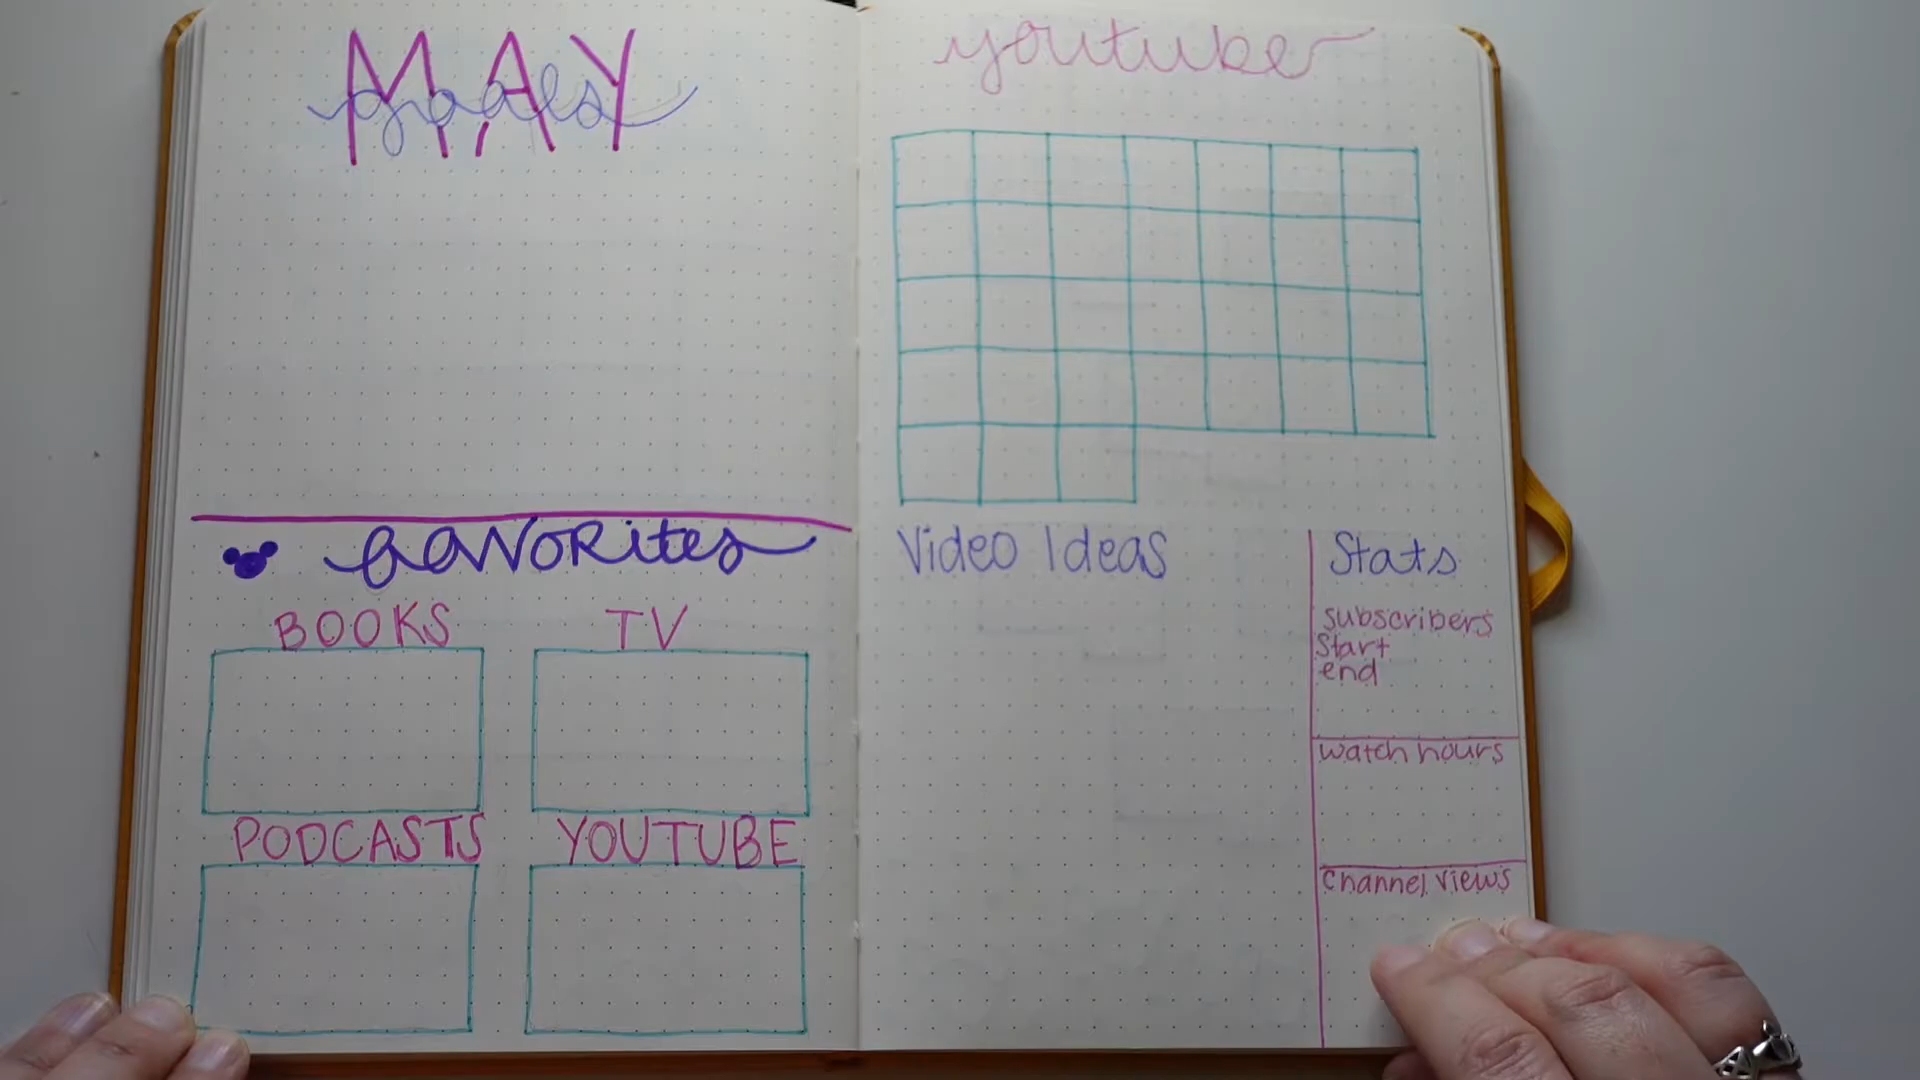 MAY
goals
favorites
BOOKS
TV
PODCASTS
YOUTUBE
youtube
Video Ideas
Stats
subscribers
Start
end
watch hours
Channel views